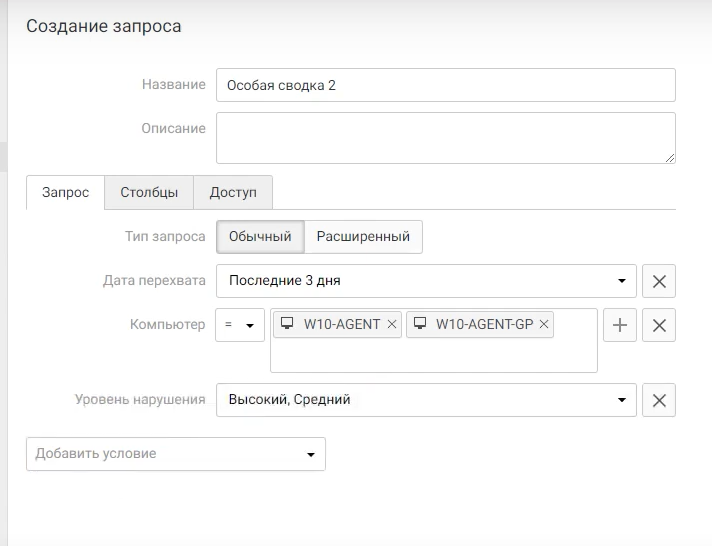 Создание запроса
Название Особая сводка 2
Описание
Запрос Столбцы Доступ
Тип запроса Обычный Расширенный
Дата перехвата Последние 3 дня
Компьютер = W10-AGENT W10-AGENT-GP
Уровень нарушения Высокий, Средний
Добавить условие